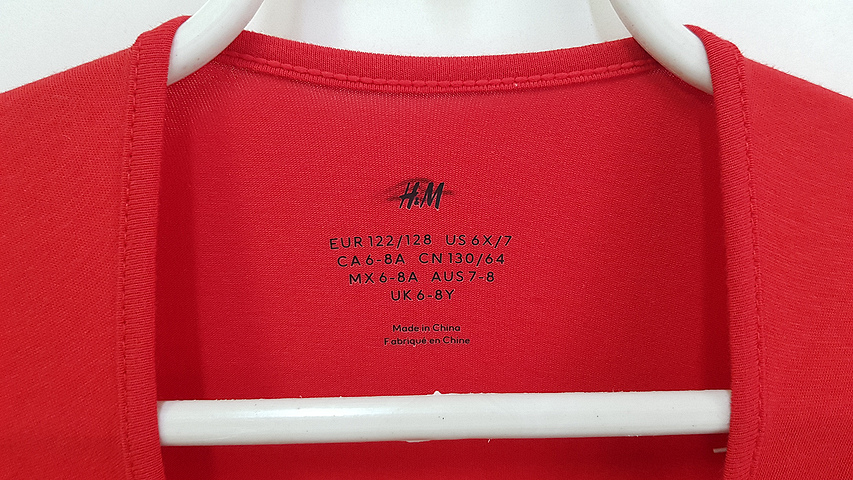 H&M
EUR 122/128 US 6X/7
CA 6-8A CN 130/64
MX 6-8A AUS 7-8
UK 6-8Y
Made in China
Fabriqué en Chine